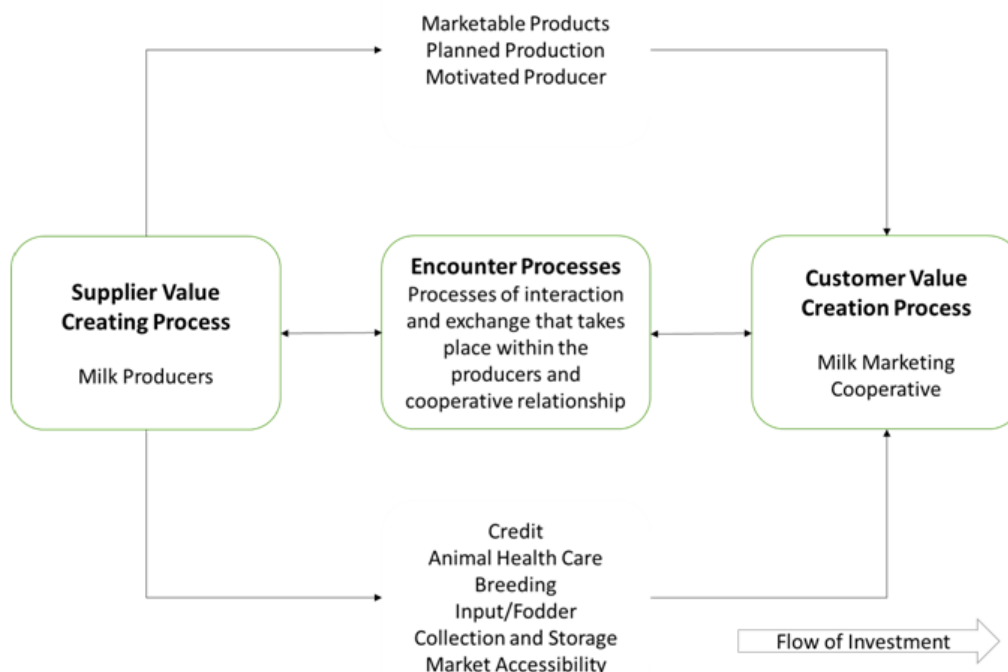 Marketable Products
Planned Production
Motivated Producer
Supplier Value
Creating Process
Milk Producers
Encounter Processes
Processes of interaction
and exchange that takes
place within the
producers and
cooperative relationship
Customer Value
Creation Process
Milk Marketing
Cooperative
Credit
Animal Health Care
Breeding
Input/Fodder
Collection and Storage
Market Accessibility
Flow of Investment